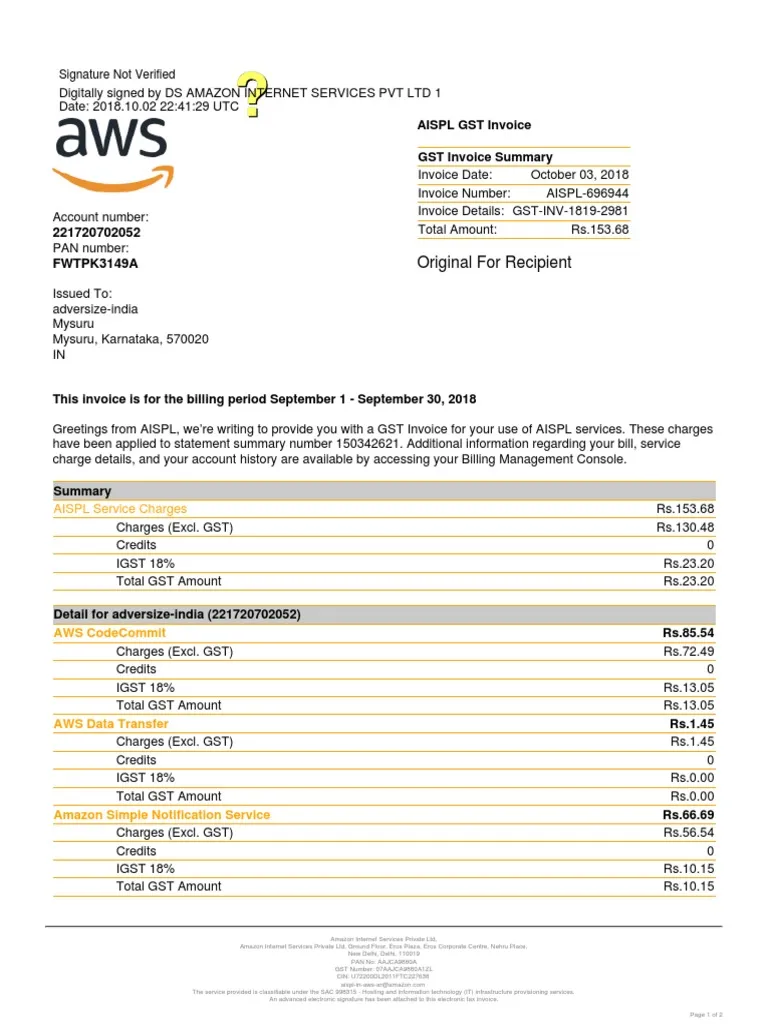 Signature Not Verified
Digitally signed by DS AMAZON INTERNET SERVICES PVT LTD 1
Date: 2018.10.02 22:41:29 UTC
?
aws
Account number:
221720702052
PAN number:
FWTPK3149A
Issued To:
adversize-india
Mysuru
Mysuru, Karnataka, 570020
IN
AISPL GST Invoice
GST Invoice Summary
Invoice Date: October 03, 2018
Invoice Number: AISPL-696944
Invoice Details: GST-INV-1819-2981
Total Amount: Rs.153.68
Original For Recipient
This invoice is for the billing period September 1 - September 30, 2018
Greetings from AISPL, we're writing to provide you with a GST Invoice for your use of AISPL services. These charges
have been applied to statement summary number 150342621. Additional information regarding your bill, service
charge details, and your account history are available by accessing your Billing Management Console.
Summary
AISPL Service Charges Rs.153.68
Charges (Excl. GST) Rs.130.48
Credits 0
IGST 18% Rs.23.20
Total GST Amount Rs.23.20
Detail for adversize-india (221720702052)
AWS CodeCommit Rs.85.54
Charges (Excl. GST) Rs.72.49
Credits 0
IGST 18% Rs.13.05
Total GST Amount Rs.13.05
AWS Data Transfer Rs.1.45
Charges (Excl. GST) Rs.1.45
Credits 0
IGST 18% Rs.0.00
Total GST Amount Rs.0.00
Amazon Simple Notification Service Rs.66.69
Charges (Excl. GST) Rs.56.54
Credits 0
IGST 18% Rs.10.15
Total GST Amount Rs.10.15
Amazon Internet Services Private Ltd.
Amazon Internet Services Private Ltd, Ground Floor, Eros Plaza, Eros Corporate Centre, Nehru Place,
New Delhi, Delhi, 110019
PAN No: AAJCA9880A
GST Number: 07AAJCA9880A1ZL
CIN: U72200DL2011FTC227636
aispl-in-aws-ar@amazon.com
The service provided is classifiable under the SAC 998315 - Hosting and information technology (IT) infrastructure provisioning services.
An advanced electronic signature has been attached to this electronic tax invoice.
Page 1 of 2